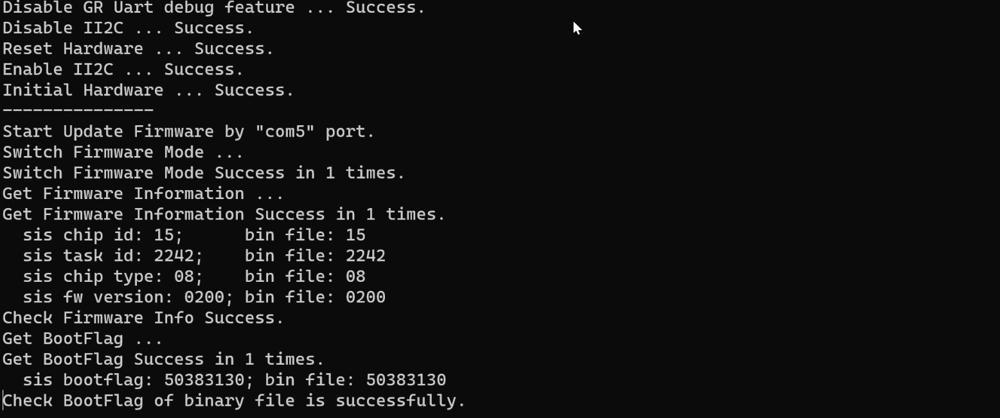 Disable GR Uart debug feature ... Success.
Disable II2C ... Success.
Reset Hardware ... Success.
Enable II2C ... Success.
Initial Hardware ... Success.
---------------
Start Update Firmware by "com5" port.
Switch Firmware Mode ...
Switch Firmware Mode Success in 1 times.
Get Firmware Information ...
Get Firmware Information Success in 1 times.
  sis chip id: 15;      bin file: 15
  sis task id: 2242;    bin file: 2242
  sis chip type: 08;    bin file: 08
  sis fw version: 0200; bin file: 0200
Check Firmware Info Success.
Get BootFlag ...
Get BootFlag Success in 1 times.
  sis bootflag: 50383130; bin file: 50383130
Check BootFlag of binary file is successfully.